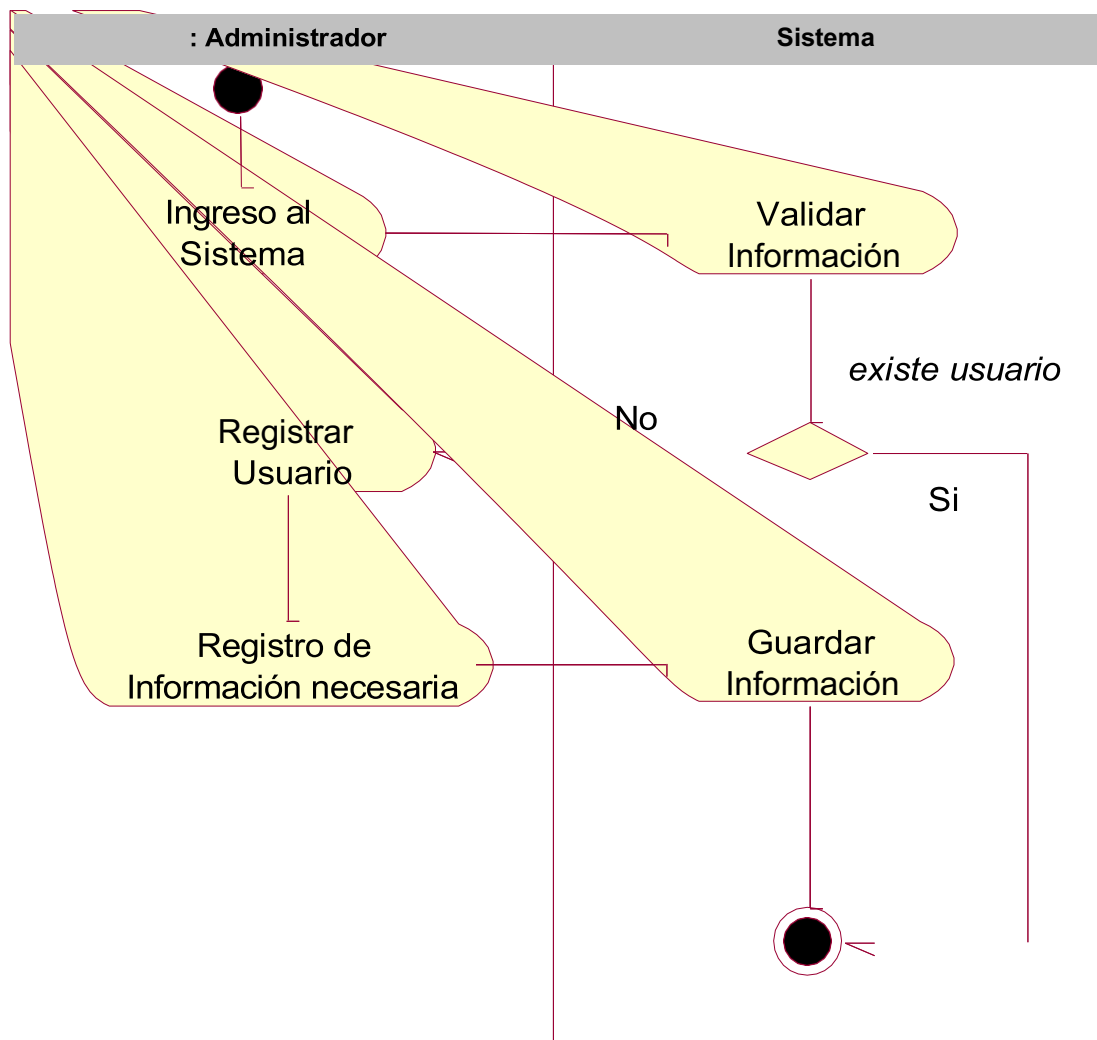 : Administrador
Sistema
Ingreso al
Sistema
Validar
Información
existe usuario
No
Registrar
Usuario
Si
Registro de
Información necesaria
Guardar
Información